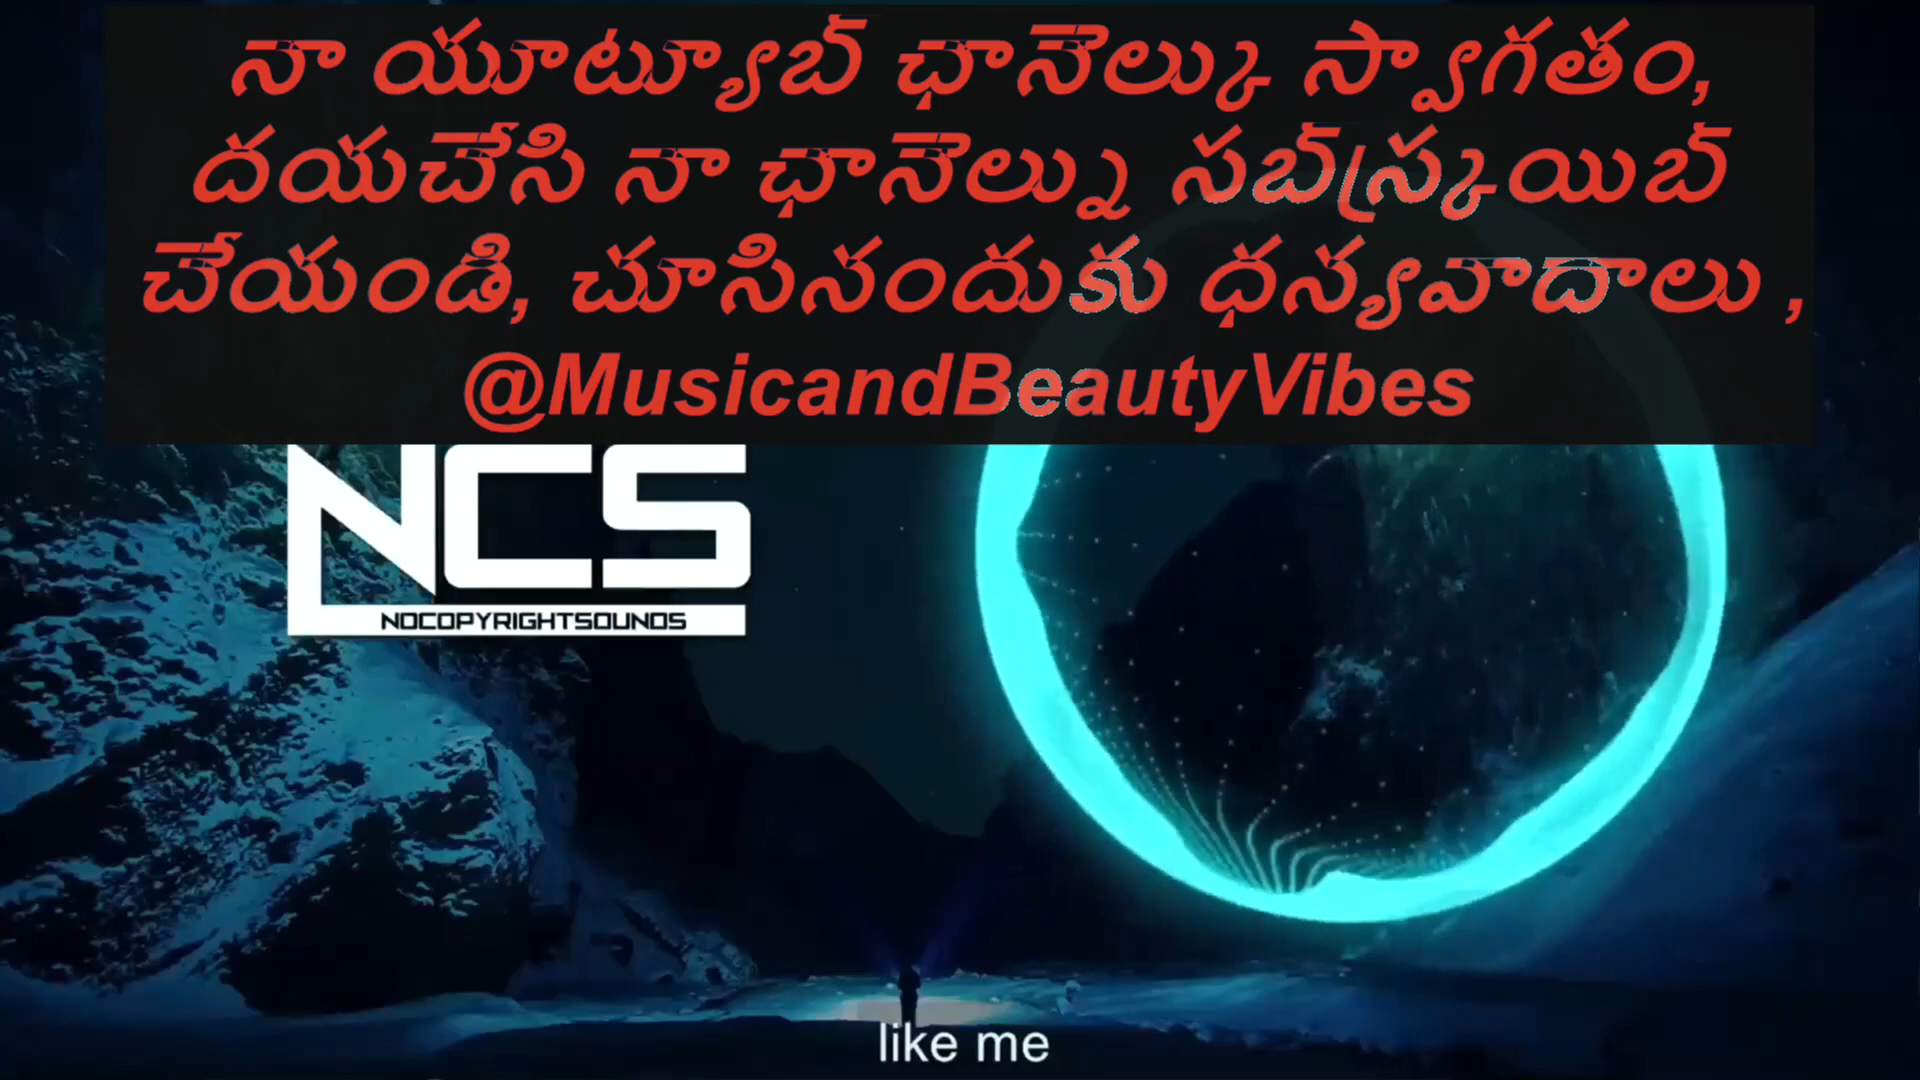 నా యూట్యూబ్ ఛానెల్కు స్వాగతం,
దయచేసి నా ఛానెల్ను సబ్స్క్రయిబ్
చేయండి, చూసినందుకు ధన్యవాదాలు ,
@MusicandBeautyVibes
NCS
NOCOPYRIGHTSOUNDS
like me